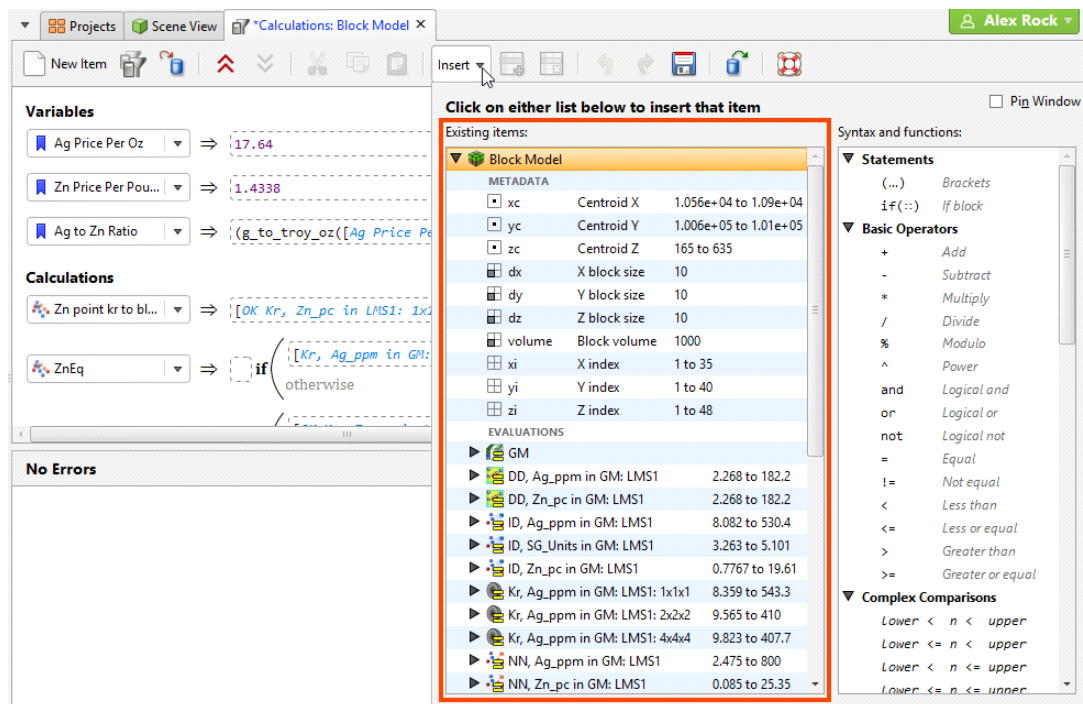 Projects Scene View *Calculations: Block Model × Alex Rock
New Item Insert
Click on either list below to insert that item Pin Window
Variables
Ag Price Per Oz ⇒ 17.64
Zn Price Per Pou... ⇒ 1.4338
Ag to Zn Ratio ⇒ (g_to_troy_oz([Ag Price Pe
Calculations
Zn point kr to bl... ⇒ [OK Kr, Zn_pc in LMS1: 1x1
ZnEq ⇒ if( [Kr, Ag_ppm in GM:
otherwise
No Errors
Existing items:
Block Model
METADATA
xc Centroid X 1.056e+04 to 1.09e+04
yc Centroid Y 1.006e+05 to 1.01e+05
zc Centroid Z 165 to 635
dx X block size 10
dy Y block size 10
dz Z block size 10
volume Block volume 1000
xi X index 1 to 35
yi Y index 1 to 40
zi Z index 1 to 48
EVALUATIONS
GM
DD, Ag_ppm in GM: LMS1 2.268 to 182.2
DD, Zn_pc in GM: LMS1 2.268 to 182.2
ID, Ag_ppm in GM: LMS1 8.082 to 530.4
ID, SG_Units in GM: LMS1 3.263 to 5.101
ID, Zn_pc in GM: LMS1 0.7767 to 19.61
Kr, Ag_ppm in GM: LMS1: 1x1x1 8.359 to 543.3
Kr, Ag_ppm in GM: LMS1: 2x2x2 9.565 to 410
Kr, Ag_ppm in GM: LMS1: 4x4x4 9.823 to 407.7
NN, Ag_ppm in GM: LMS1 2.475 to 800
NN, Zn_pc in GM: LMS1 0.085 to 25.35
Syntax and functions:
Statements
(...) Brackets
if(::) If block
Basic Operators
+ Add
- Subtract
* Multiply
/ Divide
% Modulo
^ Power
and Logical and
or Logical or
not Logical not
= Equal
!= Not equal
< Less than
<= Less or equal
> Greater than
>= Greater or equal
Complex Comparisons
lower < n < upper
lower <= n < upper
lower < n <= upper
lower <= n <= upper